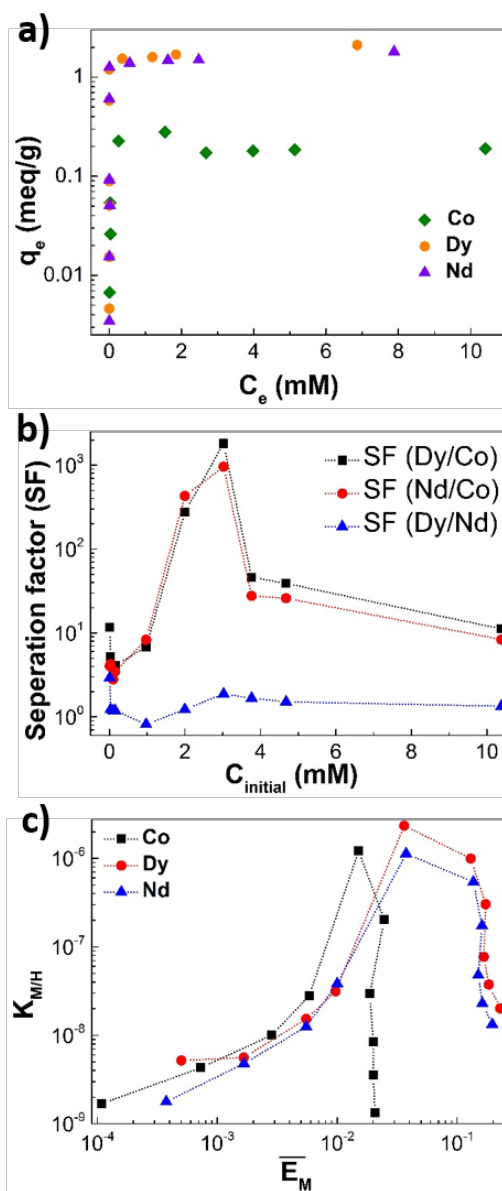 a)
1
0.1
0.01
q_e (meq/g)
Co
Dy
Nd
0 2 4 6 8 10
C_e (mM)
b)
10^3
10^2
10^1
10^0
Seperation factor (SF)
SF (Dy/Co)
SF (Nd/Co)
SF (Dy/Nd)
0 2 4 6 8 10
C_initial (mM)
c)
Co
Dy
Nd
10^-6
10^-7
10^-8
10^-9
K_M/H
10^-4 10^-3 10^-2 10^-1
E̅_M